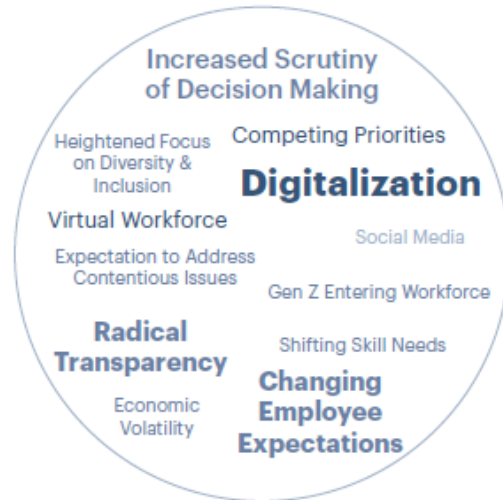 Increased Scrutiny
of Decision Making
Heightened Focus
on Diversity &
Inclusion
Competing Priorities
Digitalization
Virtual Workforce
Social Media
Expectation to Address
Contentious Issues
Gen Z Entering Workforce
Radical
Transparency
Shifting Skill Needs
Changing
Employee
Expectations
Economic
Volatility